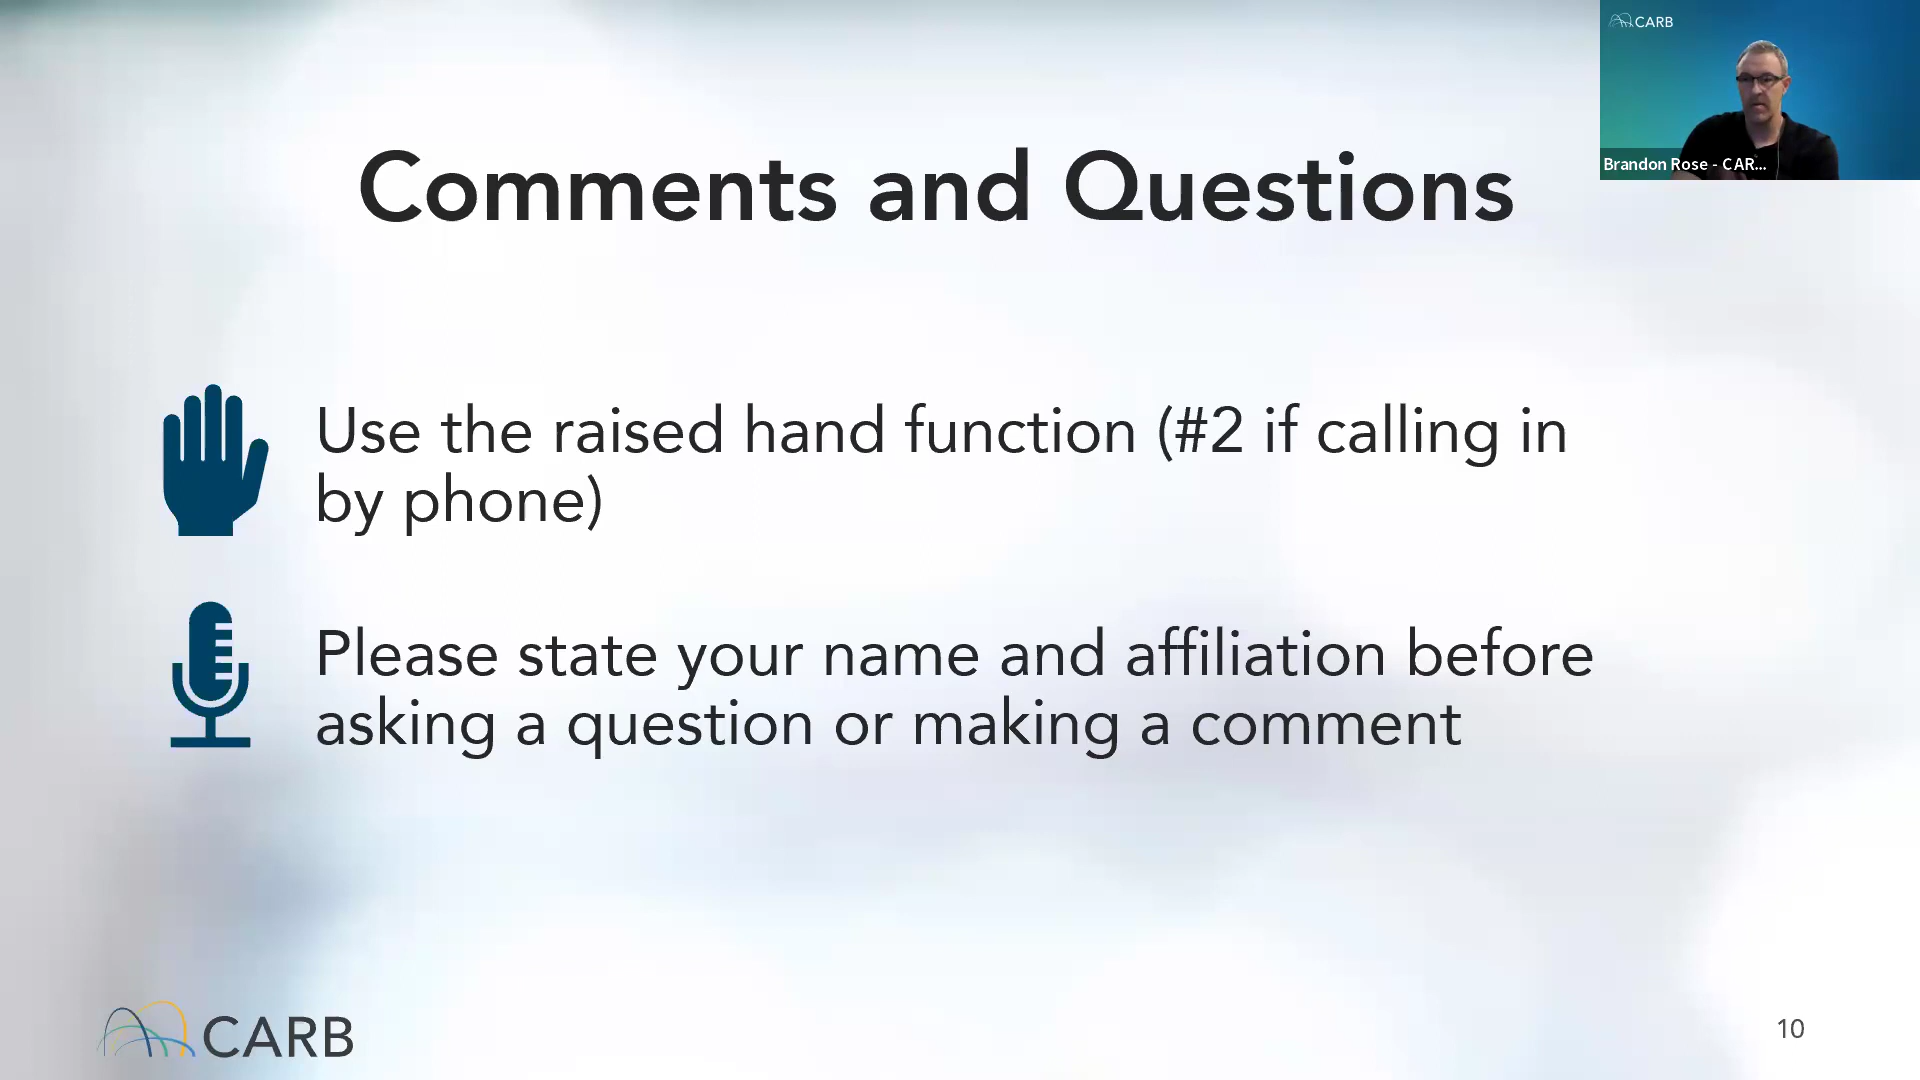 CARB
Brandon Rose - CAR...
Comments and Questions
Use the raised hand function (#2 if calling in
by phone)
Please state your name and affiliation before
asking a question or making a comment
CARB
10